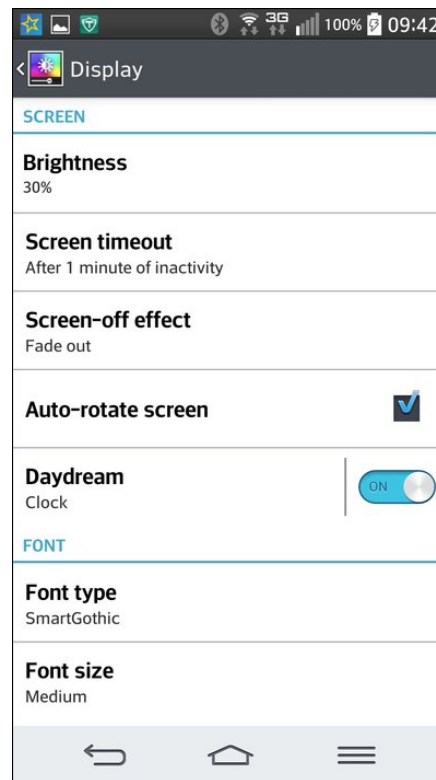 3G 100% 09:42
Display
SCREEN
Brightness
30%
Screen timeout
After 1 minute of inactivity
Screen-off effect
Fade out
Auto-rotate screen
Daydream
Clock
ON
FONT
Font type
SmartGothic
Font size
Medium